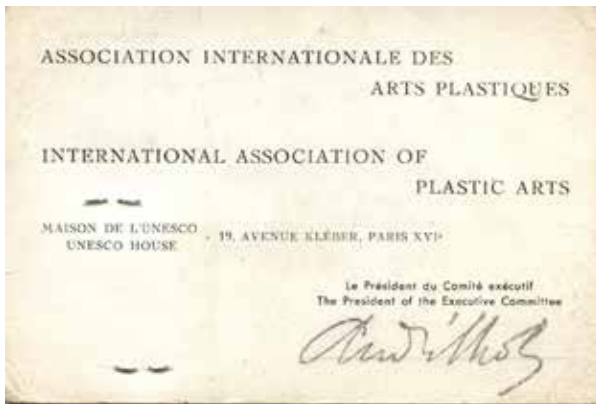 ASSOCIATION INTERNATIONALE DES
ARTS PLASTIQUES
INTERNATIONAL ASSOCIATION OF
PLASTIC ARTS
MAISON DE L'UNESCO
UNESCO HOUSE
- 19, AVENUE KLÉBER, PARIS XVIᵉ
Le Président du Comité exécutif
The President of the Executive Committee